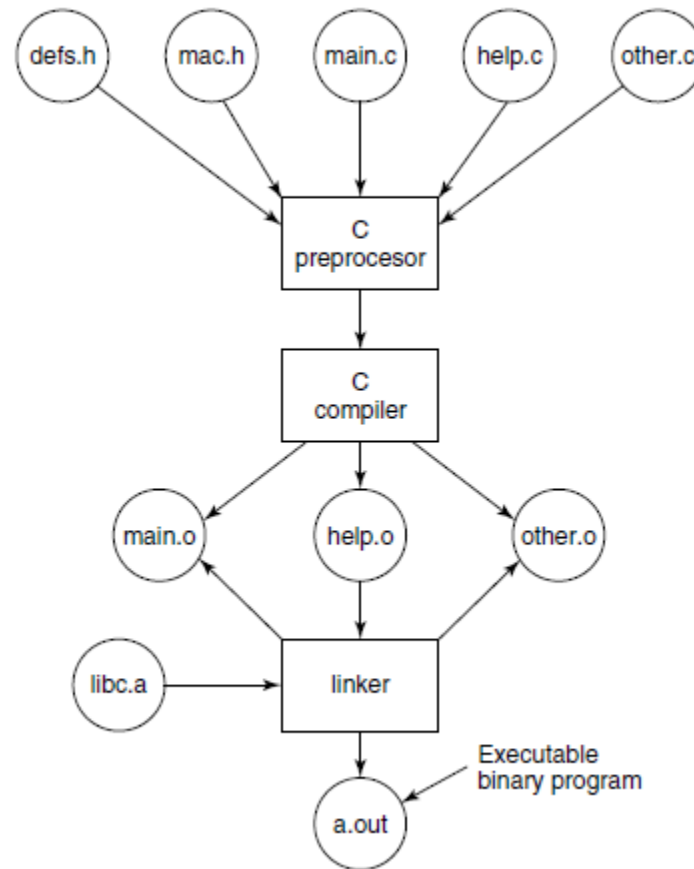 defs.h
mac.h
main.c
help.c
other.c
C
preprocesor
C
compiler
main.o
help.o
other.o
libc.a
linker
Executable
binary program
a.out